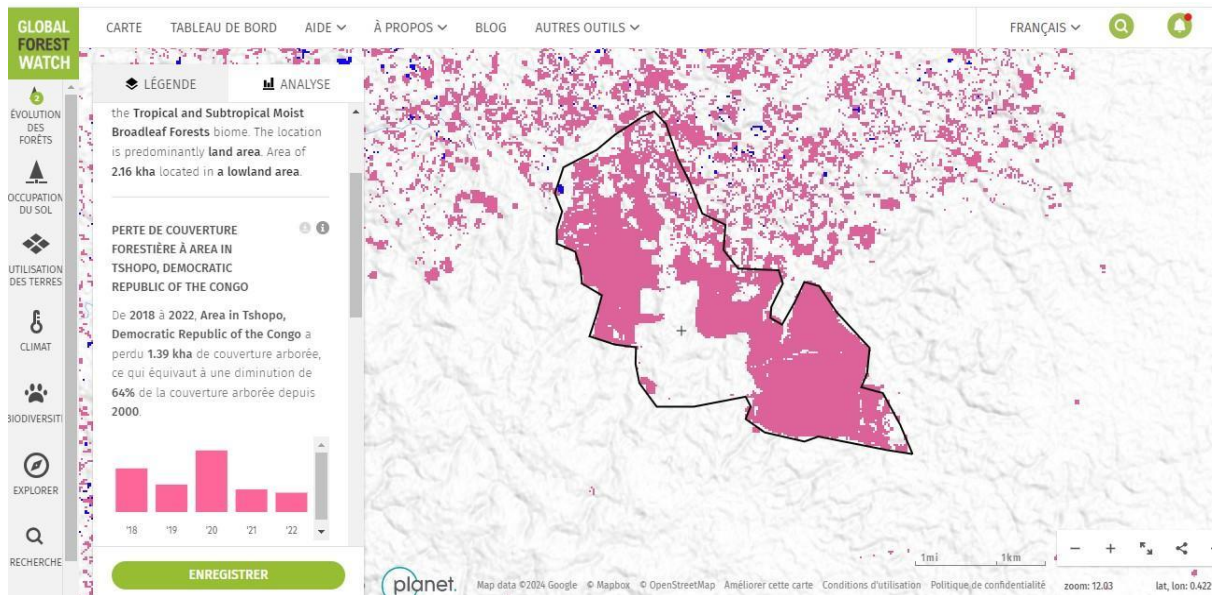 GLOBAL
FOREST
WATCH
CARTE
TABLEAU DE BORD
AIDE
À PROPOS
BLOG
AUTRES OUTILS
FRANÇAIS
2
ÉVOLUTION
DES
FORÊTS
OCCUPATION
DU SOL
UTILISATION
DES TERRES
CLIMAT
BIODIVERSIT
EXPLORER
RECHERCHE
LÉGENDE
ANALYSE
the Tropical and Subtropical Moist
Broadleaf Forests biome. The location
is predominantly land area. Area of
2.16 kha located in a lowland area.
PERTE DE COUVERTURE
FORESTIÈRE À AREA IN
TSHOPO, DEMOCRATIC
REPUBLIC OF THE CONGO
De 2018 à 2022, Area in Tshopo,
Democratic Republic of the Congo a
perdu 1.39 kha de couverture arborée,
ce qui équivaut à une diminution de
64% de la couverture arborée depuis
2000.
'18 '19 '20 '21 '22
ENREGISTRER
1mi 1km
planet.
Map data ©2024 Google © Mapbox © OpenStreetMap Améliorer cette carte Conditions d'utilisation Politique de confidentialité
zoom: 12.03
lat, lon: 0.422